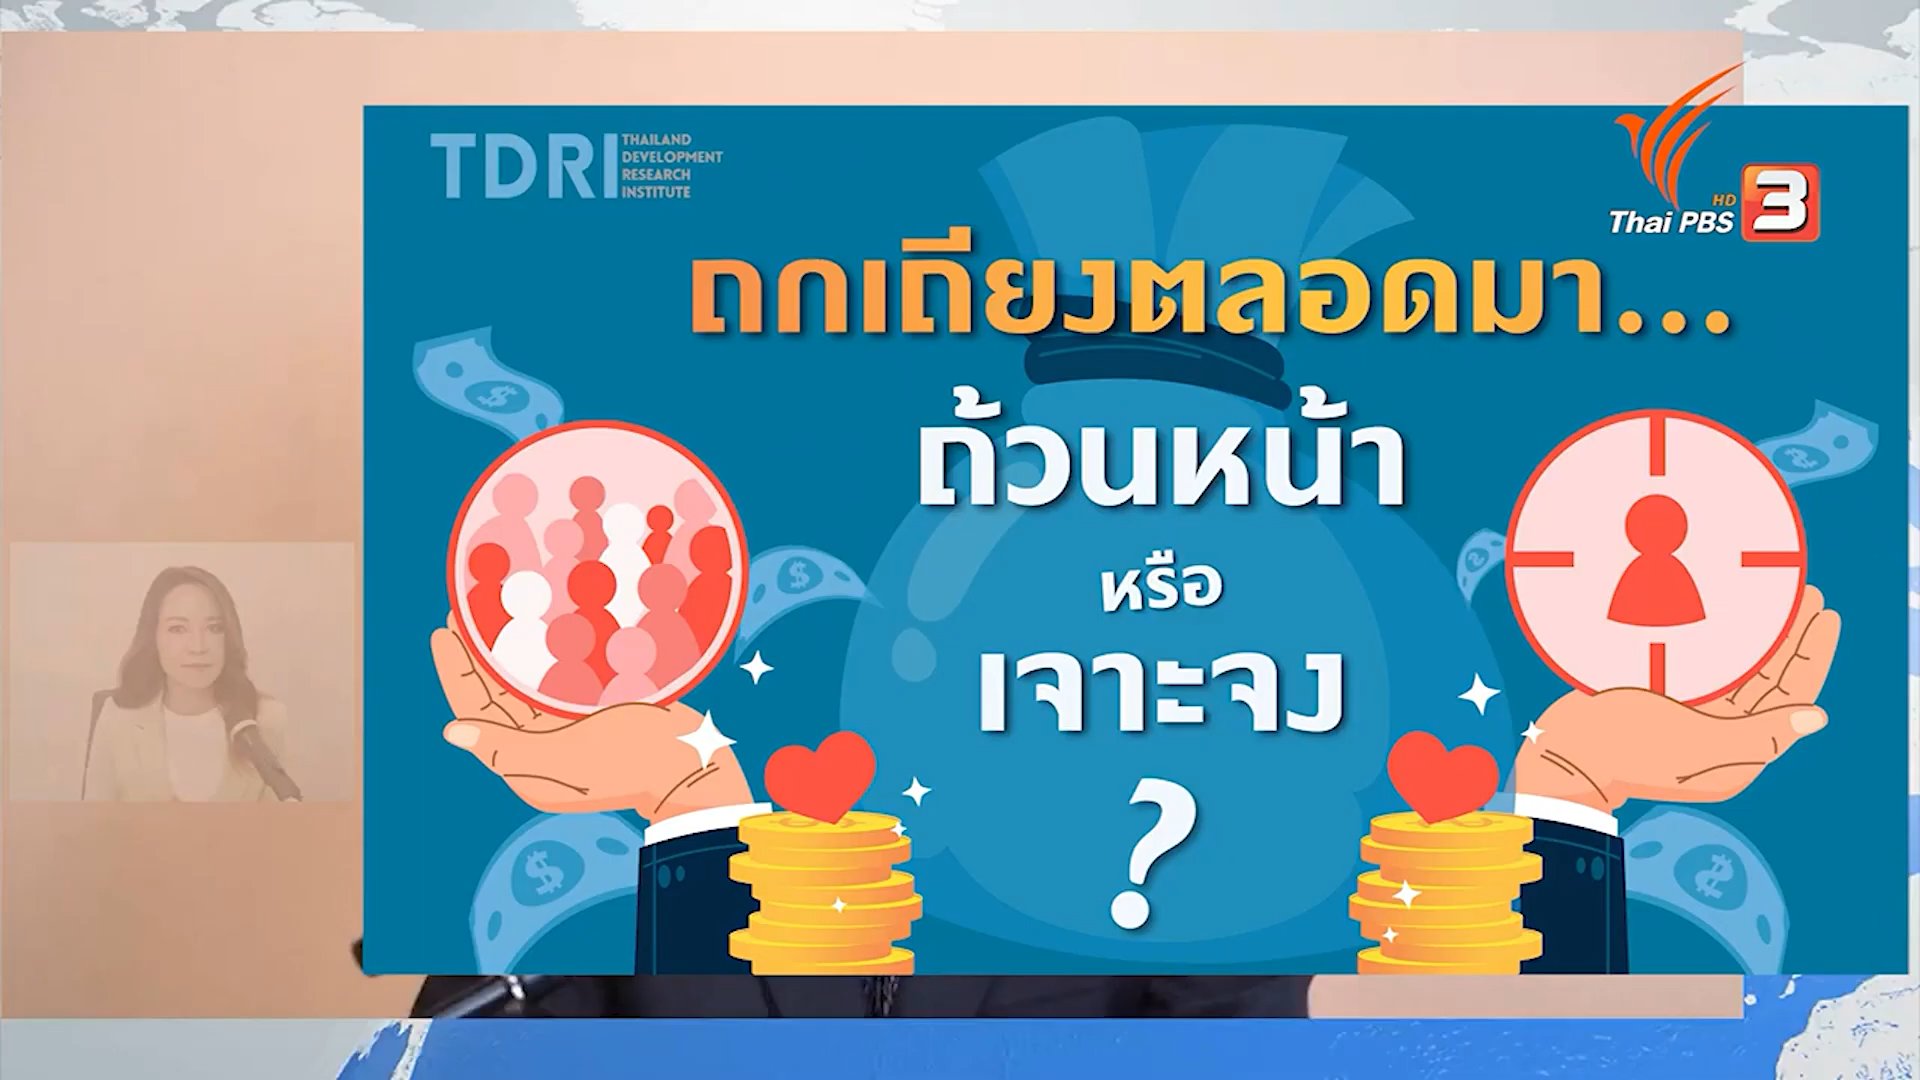 TDRI
THAILAND
DEVELOPMENT
RESEARCH
INSTITUTE
HD
Thai PBS 3
ถกเถียงตลอดมา...
ถ้วนหน้า
หรือ
เจาะจง
?